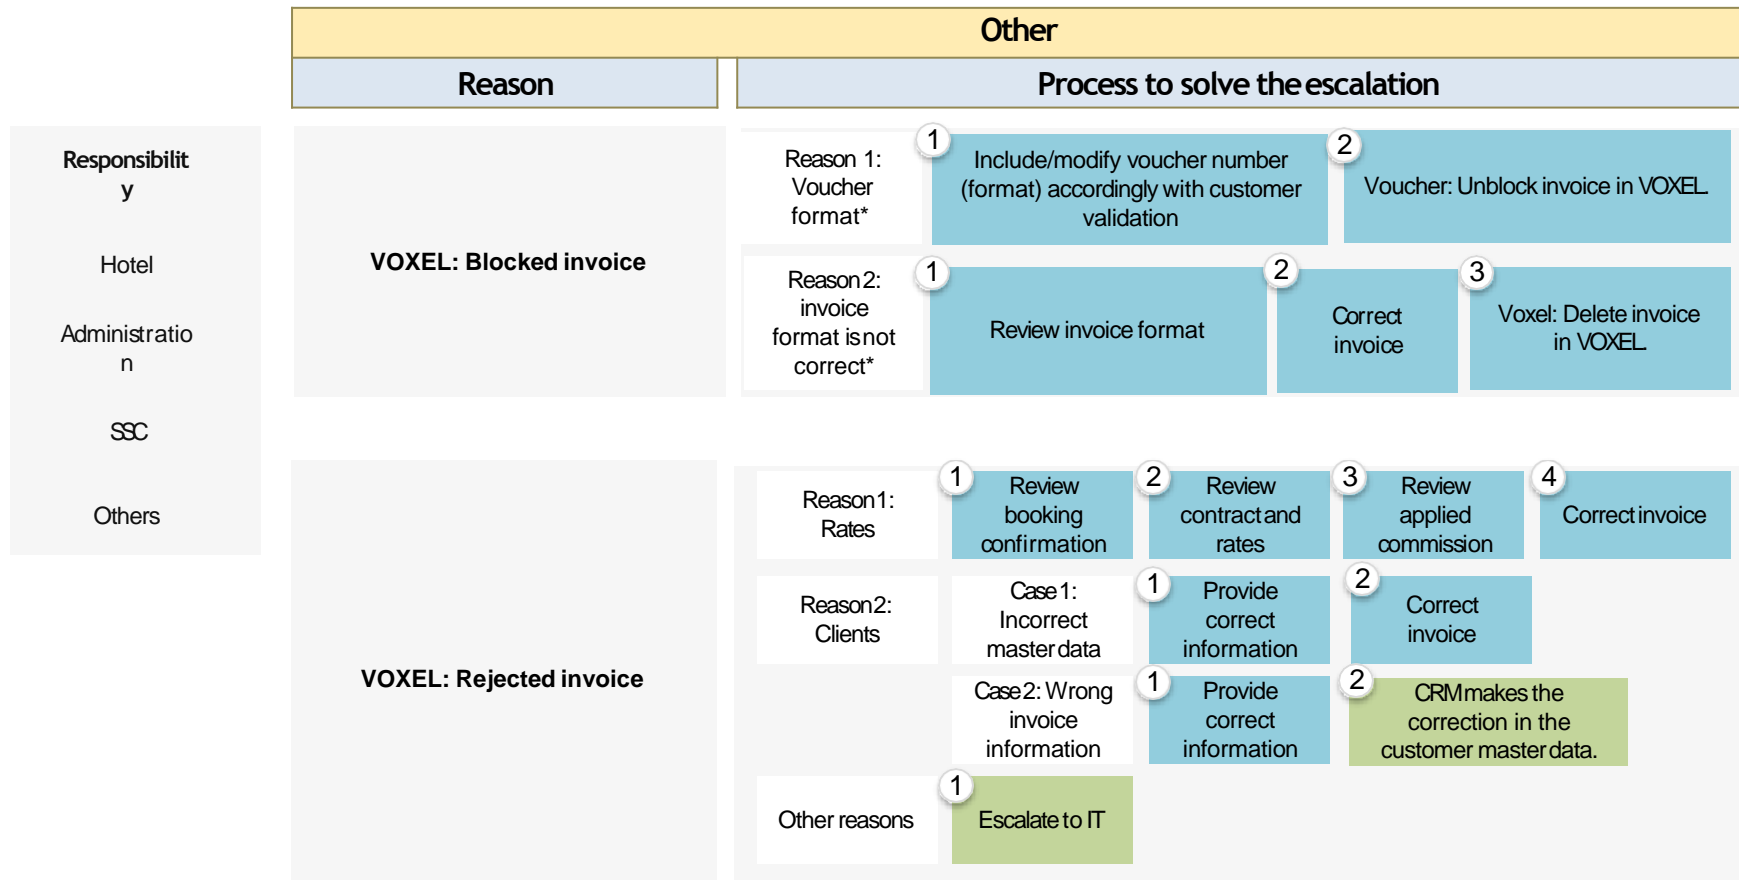 Other
Reason
Process to solve the escalation
Responsibilit
y
Hotel
Administratio
n
SSC
Others
VOXEL: Blocked invoice
Reason 1:
Voucher
format*
1
Include/modify voucher number
(format) accordingly with customer
validation
2
Voucher: Unblock invoice in VOXEL.
Reason 2:
invoice
format is not
correct*
1
Review invoice format
2
Correct
invoice
3
Voxel: Delete invoice
in VOXEL.
VOXEL: Rejected invoice
Reason 1:
Rates
1
Review
booking
confirmation
2
Review
contract and
rates
3
Review
applied
commission
4
Correct invoice
Reason 2:
Clients
Case 1:
Incorrect
master data
1
Provide
correct
information
2
Correct
invoice
Case 2: Wrong
invoice
information
1
Provide
correct
information
2
CRM makes the
correction in the
customer master data.
Other reasons
1
Escalate to IT